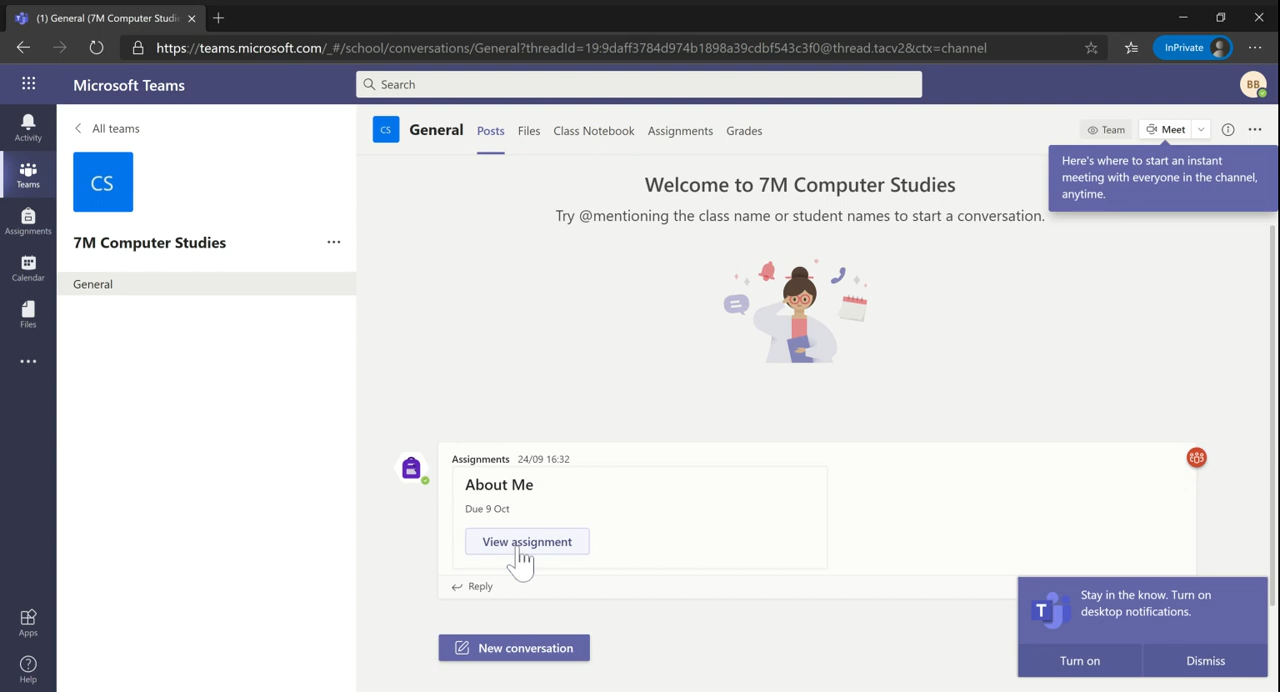 (1) General (7M Computer Studi
https://teams.microsoft.com/_#/school/conversations/General?threadId=19:9daff3784d974b1898a39cdbf543c3f0@thread.tacv2&ctx=channel
InPrivate
Microsoft Teams
Search
BB
Activity
Teams
Assignments
Calendar
Files
Apps
Help
All teams
CS
7M Computer Studies
General
CS
General
Posts
Files
Class Notebook
Assignments
Grades
Team
Meet
Here's where to start an instant
meeting with everyone in the channel,
anytime.
Welcome to 7M Computer Studies
Try @mentioning the class name or student names to start a conversation.
Assignments 24/09 16:32
About Me
Due 9 Oct
View assignment
Reply
New conversation
T
Stay in the know. Turn on
desktop notifications.
Turn on
Dismiss